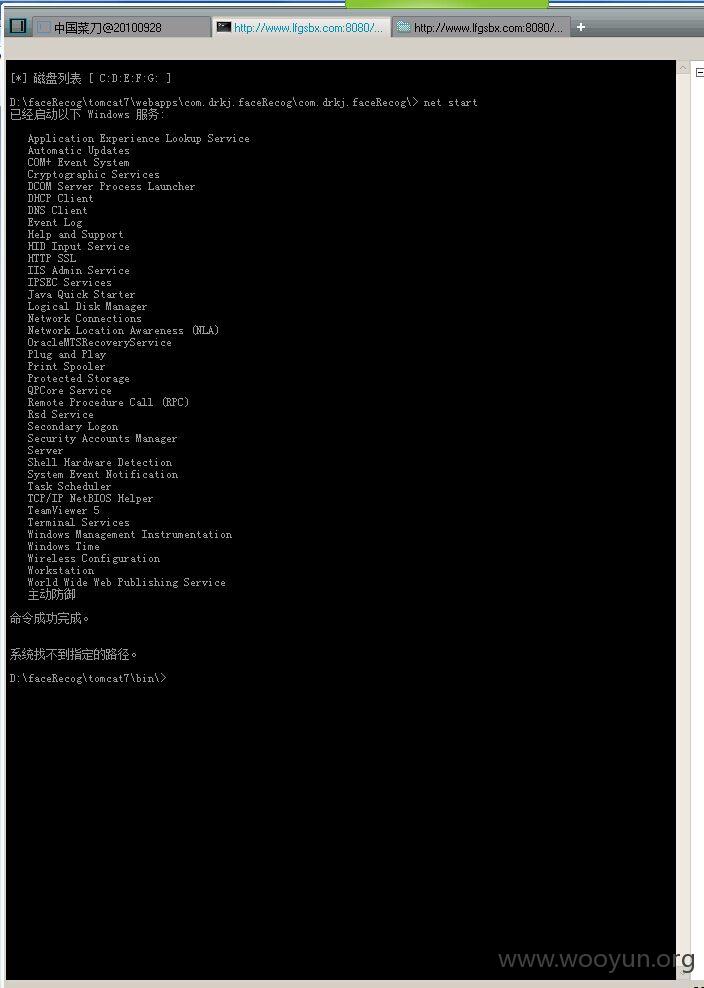 中国菜刀@20100928
http://www.lfgsbx.com:8080/...
http://www.lfgsbx.com:8080/...
[*] 磁盘列表 [ C:D:E:F:G: ]
D:\faceRecog\tomcat7\webapps\com.drkj.faceRecog\com.drkj.faceRecog\> net start
已经启动以下 Windows 服务:
Application Experience Lookup Service
Automatic Updates
COM+ Event System
Cryptographic Services
DCOM Server Process Launcher
DHCP Client
DNS Client
Event Log
Help and Support
HID Input Service
HTTP SSL
IIS Admin Service
IPSEC Services
Java Quick Starter
Logical Disk Manager
Network Connections
Network Location Awareness (NLA)
OracleMTSRecoveryService
Plug and Play
Print Spooler
Protected Storage
QPCore Service
Remote Procedure Call (RPC)
Rsd Service
Secondary Logon
Security Accounts Manager
Server
Shell Hardware Detection
System Event Notification
Task Scheduler
TCP/IP NetBIOS Helper
TeamViewer 5
Terminal Services
Windows Management Instrumentation
Windows Time
Wireless Configuration
Workstation
World Wide Web Publishing Service
主动防御
命令成功完成。
系统找不到指定的路径。
D:\faceRecog\tomcat7\bin\>
www.wooyun.org